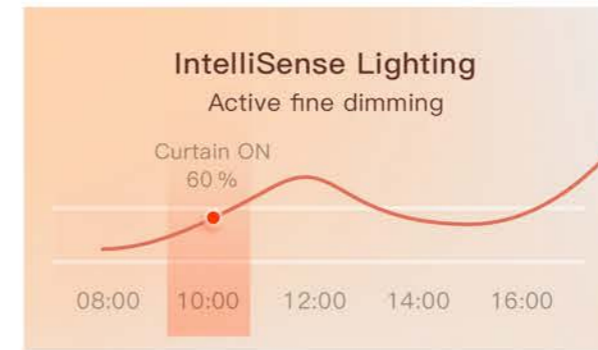 IntelliSense Lighting
Active fine dimming
Curtain ON
60 %
08:00 10:00 12:00 14:00 16:00